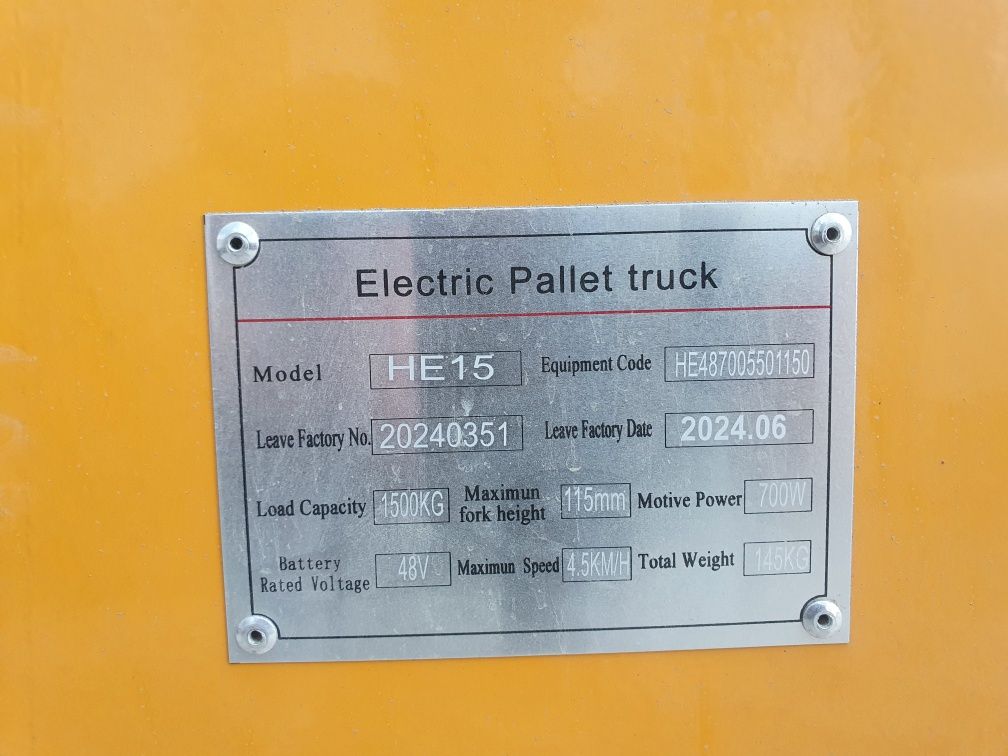 Electric Pallet truck
Model HE15 Equipment Code HE487005501150
Leave Factory No. 20240351 Leave Factory Date 2024.06
Load Capacity 1500KG Maximun fork height 115mm Motive Power 700W
Battery Rated Voltage 48V Maximun Speed 4.5KM/H Total Weight 145KG